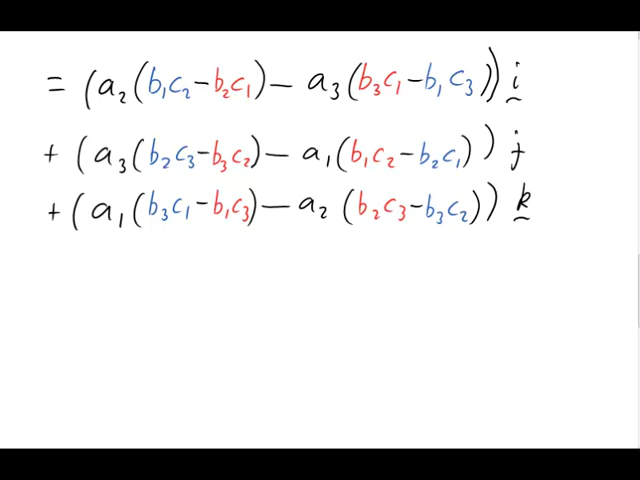 = (a₂(b₁c₂−b₂c₁) − a₃(b₃c₁−b₁c₃)) i
+ (a₃(b₂c₃−b₃c₂) − a₁(b₁c₂−b₂c₁)) j
+ (a₁(b₃c₁−b₁c₃) − a₂(b₂c₃−b₃c₂)) k